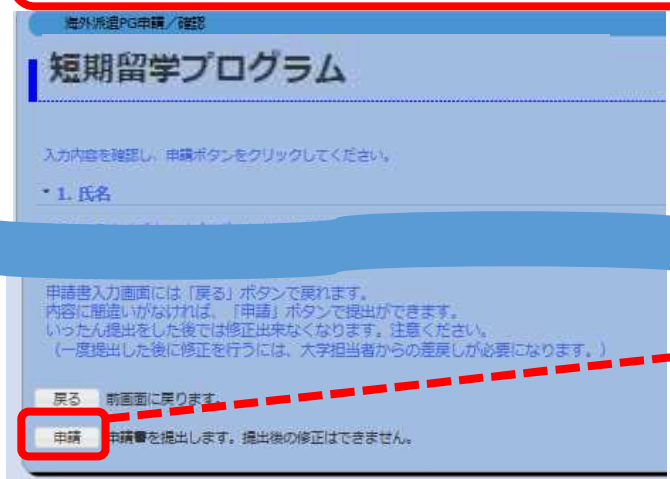 海外派遣PG申請／確認
短期留学プログラム
入力内容を確認し、申請ボタンをクリックしてください。
1. 氏名
申請書入力画面には「戻る」ボタンで戻れます。
内容に間違いがなければ、「申請」ボタンで提出ができます。
いったん提出をした後では修正出来なくなります。注意ください。
（一度提出した後に修正を行うには、大学担当者からの差戻しが必要になります。）
戻る 前画面に戻ります。
申請 申請書を提出します。提出後の修正はできません。